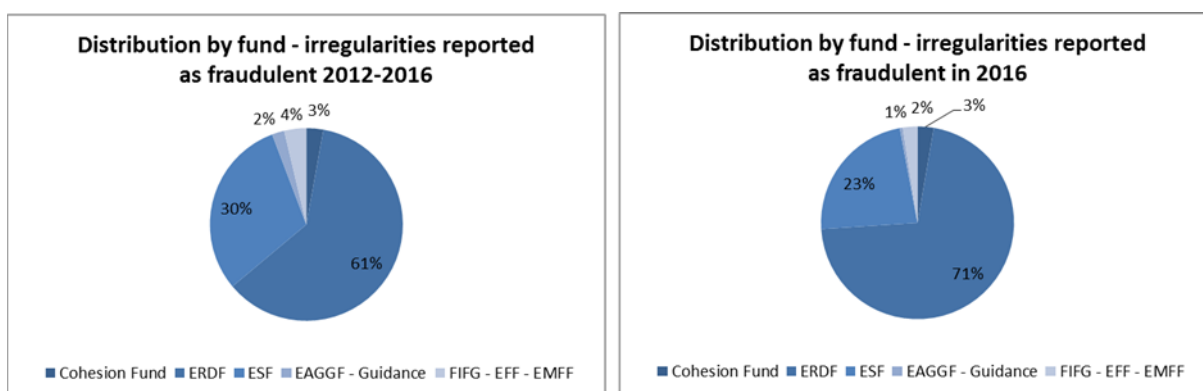 Distribution by fund - irregularities reported
as fraudulent 2012-2016
2% 4% 3%
30%
61%
Cohesion Fund ERDF ESF EAGGF - Guidance FIFG - EFF - EMFF
Distribution by fund - irregularities reported
as fraudulent in 2016
1% 2% 3%
23%
71%
Cohesion Fund ERDF ESF EAGGF - Guidance FIFG - EFF - EMFF